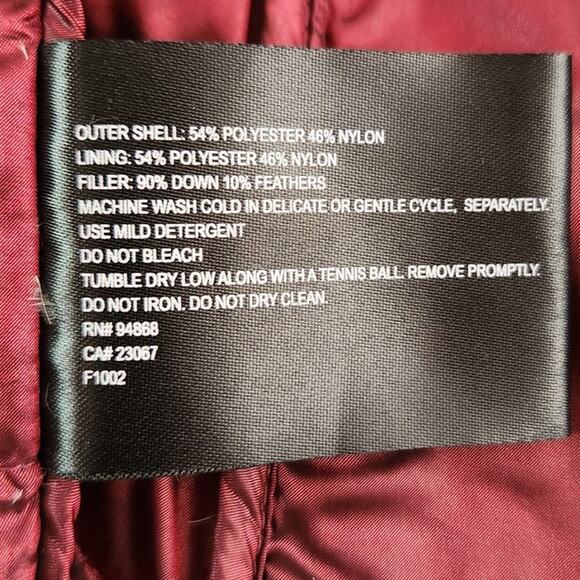 OUTER SHELL: 54% POLYESTER 46% NYLON
LINING: 54% POLYESTER 46% NYLON
FILLER: 90% DOWN 10% FEATHERS
MACHINE WASH COLD IN DELICATE OR GENTLE CYCLE, SEPARATELY.
USE MILD DETERGENT
DO NOT BLEACH
TUMBLE DRY LOW ALONG WITH A TENNIS BALL. REMOVE PROMPTLY.
DO NOT IRON. DO NOT DRY CLEAN.
RN# 94868
CA# 23067
F1002